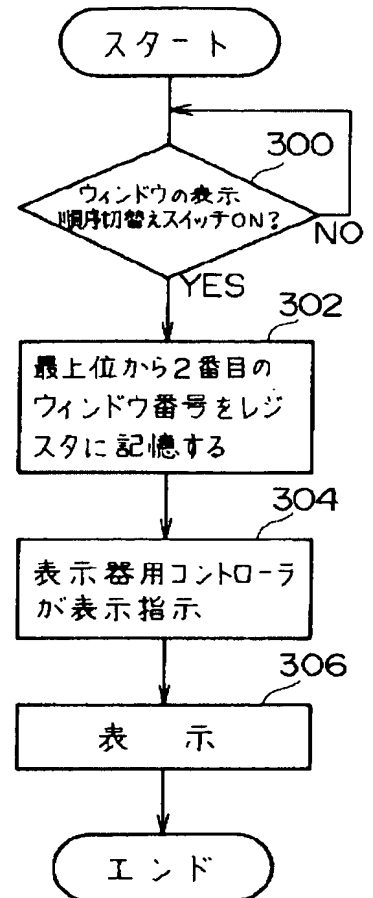 スタート
300
ウィンドウの表示
順序切替えスイッチON?
NO
YES
302
最上位から2番目の
ウィンドウ番号をレジ
スタに記憶する
304
表示器用コントローラ
が表示指示
306
表 示
エンド